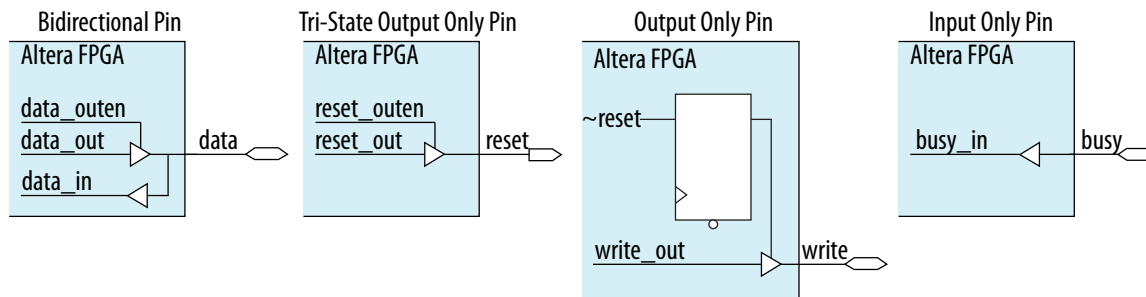 Bidirectional Pin
Altera FPGA
data_outen
data_out
data_in
data
Tri-State Output Only Pin
Altera FPGA
reset_outen
reset_out
reset
Output Only Pin
Altera FPGA
~reset
write_out
write
Input Only Pin
Altera FPGA
busy_in
busy